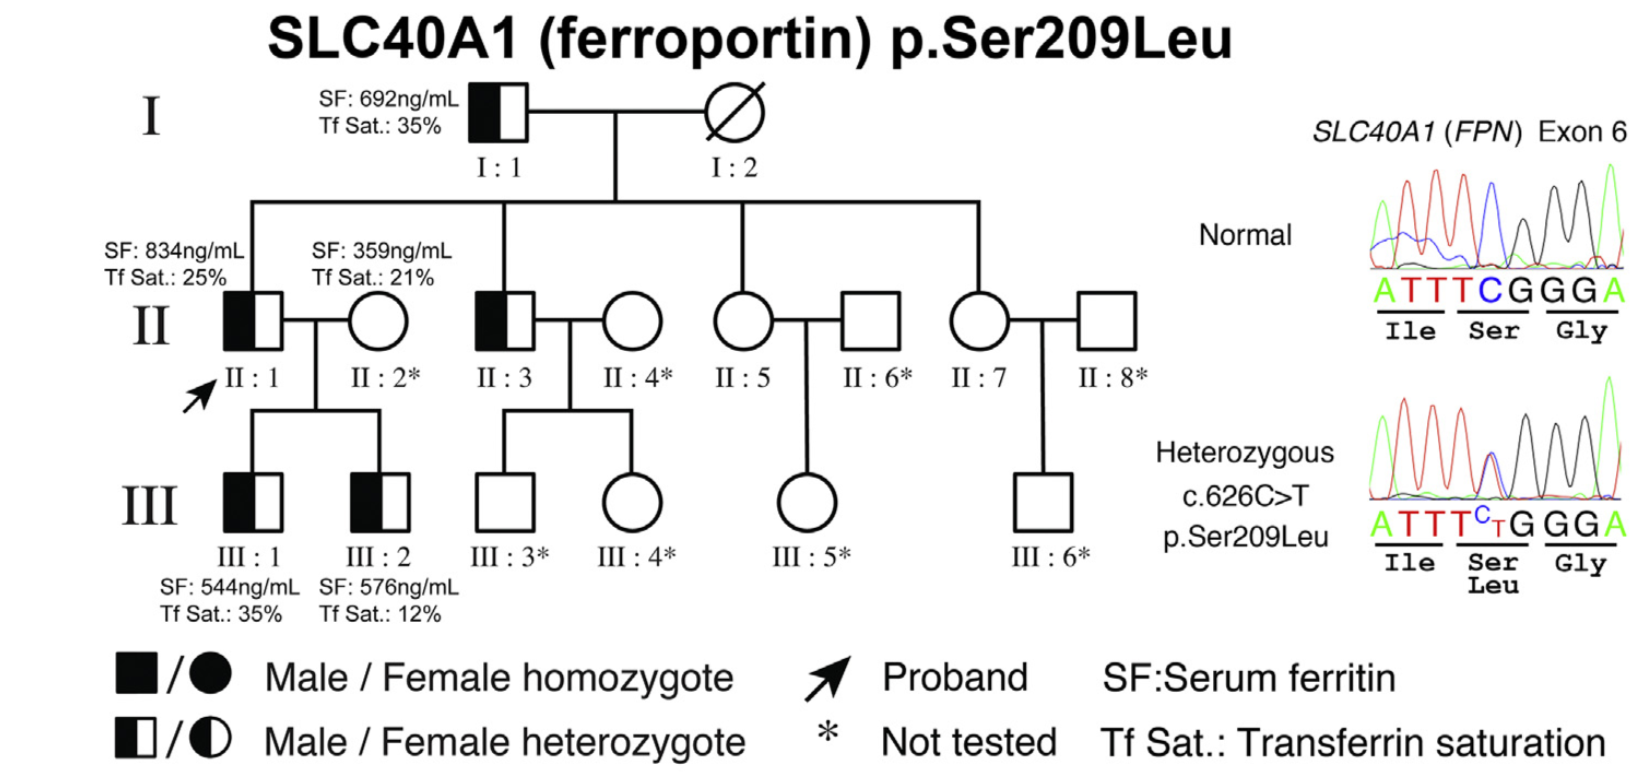 SLC40A1 (ferroportin) p.Ser209Leu
I
SF: 692ng/mL
Tf Sat.: 35%
I : 1
I : 2
SF: 834ng/mL
Tf Sat.: 25%
SF: 359ng/mL
Tf Sat.: 21%
II
II : 1
II : 2*
II : 3
II : 4*
II : 5
II : 6*
II : 7
II : 8*
III
III : 1
III : 2
III : 3*
III : 4*
III : 5*
III : 6*
SF: 544ng/mL
Tf Sat.: 35%
SF: 576ng/mL
Tf Sat.: 12%
SLC40A1 (FPN) Exon 6
Normal
ATTTCGGGA
Ile Ser Gly
Heterozygous
c.626C>T
p.Ser209Leu
ATTTCTGGGA
Ile Ser Gly
Leu
/ Male / Female homozygote
Proband
SF:Serum ferritin
/ Male / Female heterozygote
* Not tested
Tf Sat.: Transferrin saturation